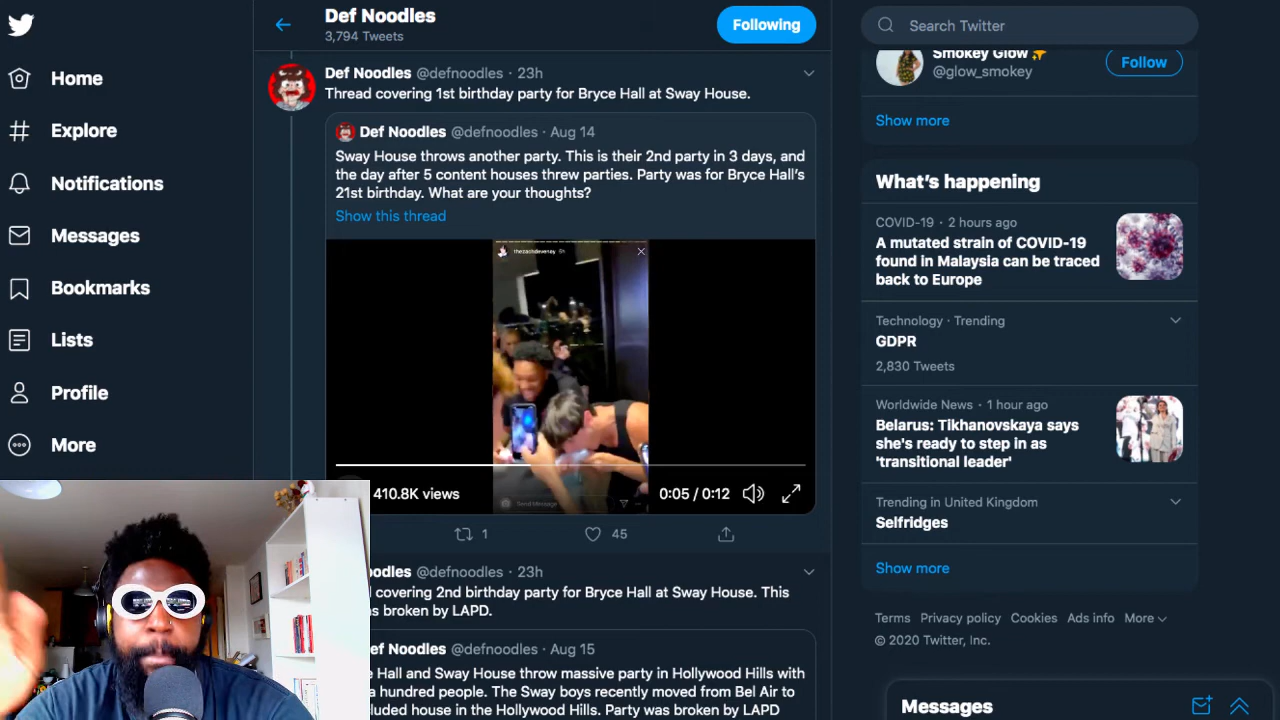 Home
Explore
Notifications
Messages
Bookmarks
Lists
Profile
More
Def Noodles
3,794 Tweets
Following
Def Noodles @defnoodles · 23h
Thread covering 1st birthday party for Bryce Hall at Sway House.
Def Noodles @defnoodles · Aug 14
Sway House throws another party. This is their 2nd party in 3 days, and
the day after 5 content houses threw parties. Party was for Bryce Hall's
21st birthday. What are your thoughts?
Show this thread
thezachdeveney 6h
Send Message
410.8K views
0:05 / 0:12
1
45
oodles @defnoodles · 23h
covering 2nd birthday party for Bryce Hall at Sway House. This
s broken by LAPD.
ef Noodles @defnoodles · Aug 15
e Hall and Sway House throw massive party in Hollywood Hills with
a hundred people. The Sway boys recently moved from Bel Air to
luded house in the Hollywood Hills. Party was broken by LAPD
Search Twitter
Smokey Glow ✨
@glow_smokey
Follow
Show more
What's happening
COVID-19 · 2 hours ago
A mutated strain of COVID-19
found in Malaysia can be traced
back to Europe
Technology · Trending
GDPR
2,830 Tweets
Worldwide News · 1 hour ago
Belarus: Tikhanovskaya says
she's ready to step in as
'transitional leader'
Trending in United Kingdom
Selfridges
Show more
Terms Privacy policy Cookies Ads info More
© 2020 Twitter, Inc.
Messages